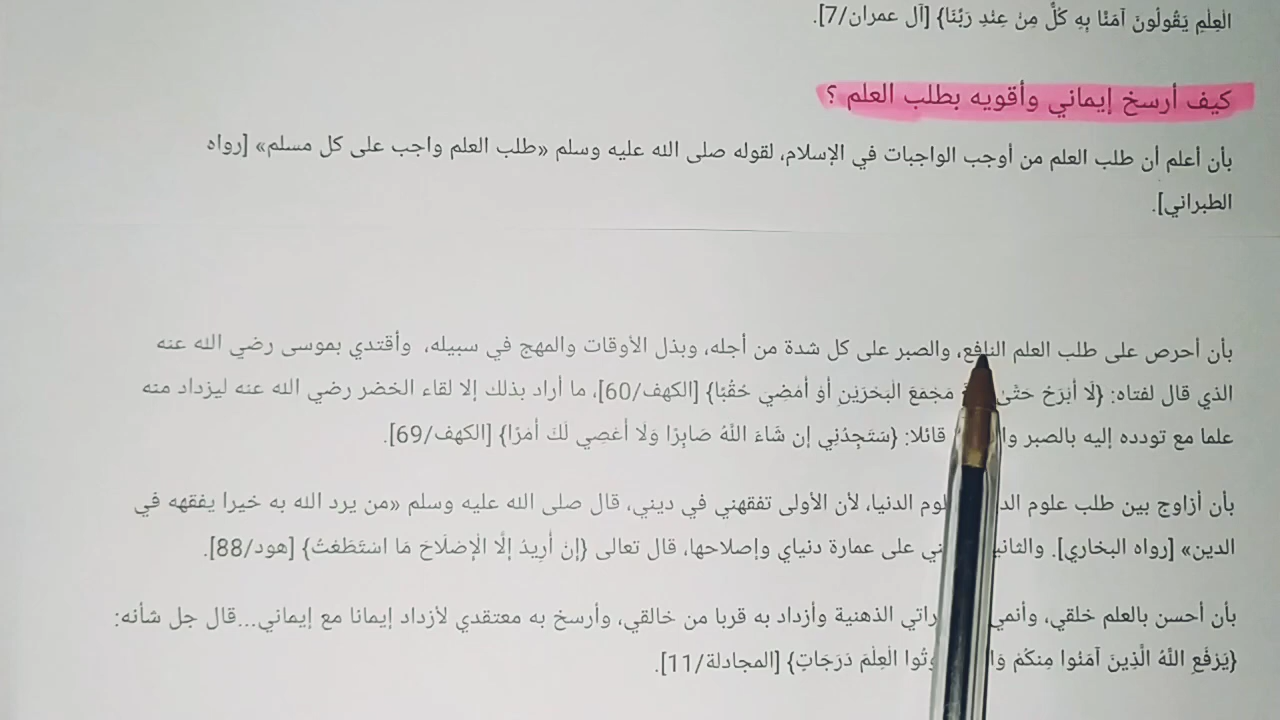 الْعِلْمِ يَقُولُونَ آمَنَّا بِهِ كُلٌّ مِنْ عِنْدِ رَبِّنَا} [آل عمران/7].
كيف أرسخ إيماني وأقويه بطلب العلم ؟
بأن أعلم أن طلب العلم من أوجب الواجبات في الإسلام، لقوله صلى الله عليه وسلم «طلب العلم واجب على كل مسلم» [رواه
الطبراني].
بأن أحرص على طلب العلم النافع، والصبر على كل شدة من أجله، وبذل الأوقات والمهج في سبيله، وأقتدي بموسى رضي الله عنه
الذي قال لفتاه: {لَا أَبْرَحُ مَجْمَعَ الْبَحْرَيْنِ أَوْ أَمْضِي حُقُبًا} [الكهف/60]، ما أراد بذلك إلا لقاء الخضر رضي الله عنه ليزداد منه
علما مع تودده إليه بالصبر قائلا: {سَتَجِدُنِي إِن شَاءَ اللَّهُ صَابِرًا وَلَا أَعْصِي لَكَ أَمْرًا} [الكهف/69].
بأن أزاوج بين طلب علوم الدنيا، لأن الأولى تفقهني في ديني، قال صلى الله عليه وسلم «من يرد الله به خيرا يفقهه في
الدين» [رواه البخاري]. على عمارة دنياي وإصلاحها، قال تعالى {إِنْ أُرِيدُ إِلَّا الْإِصْلَاحَ مَا اسْتَطَعْتُ} [هود/88].
بأن أحسن بالعلم خلقي، وأنمي الذهنية وأزداد به قربا من خالقي، وأرسخ به معتقدي لأزداد إيمانا مع إيماني...قال جل شأنه:
{يَرْفَعِ اللَّهُ الَّذِينَ آمَنُوا مِنكُمْ الْعِلْمَ دَرَجَاتٍ} [المجادلة/11].